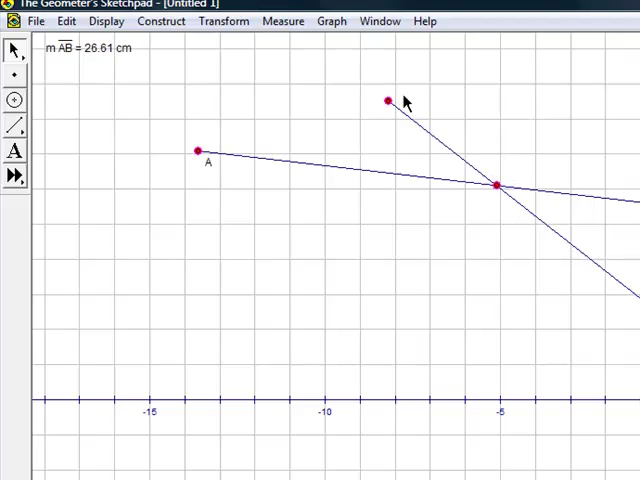 The Geometer's Sketchpad - [Untitled 1]
File Edit Display Construct Transform Measure Graph Window Help
m AB = 26.61 cm
A
A
-15 -10 -5